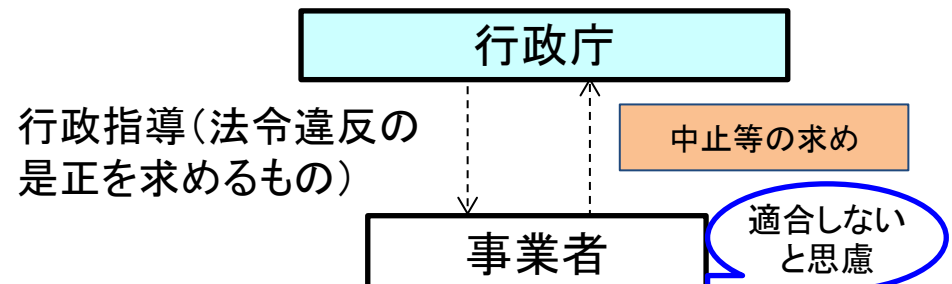 行政庁
行政指導（法令違反の
是正を求めるもの）
中止等の求め
事業者
適合しない
と思慮